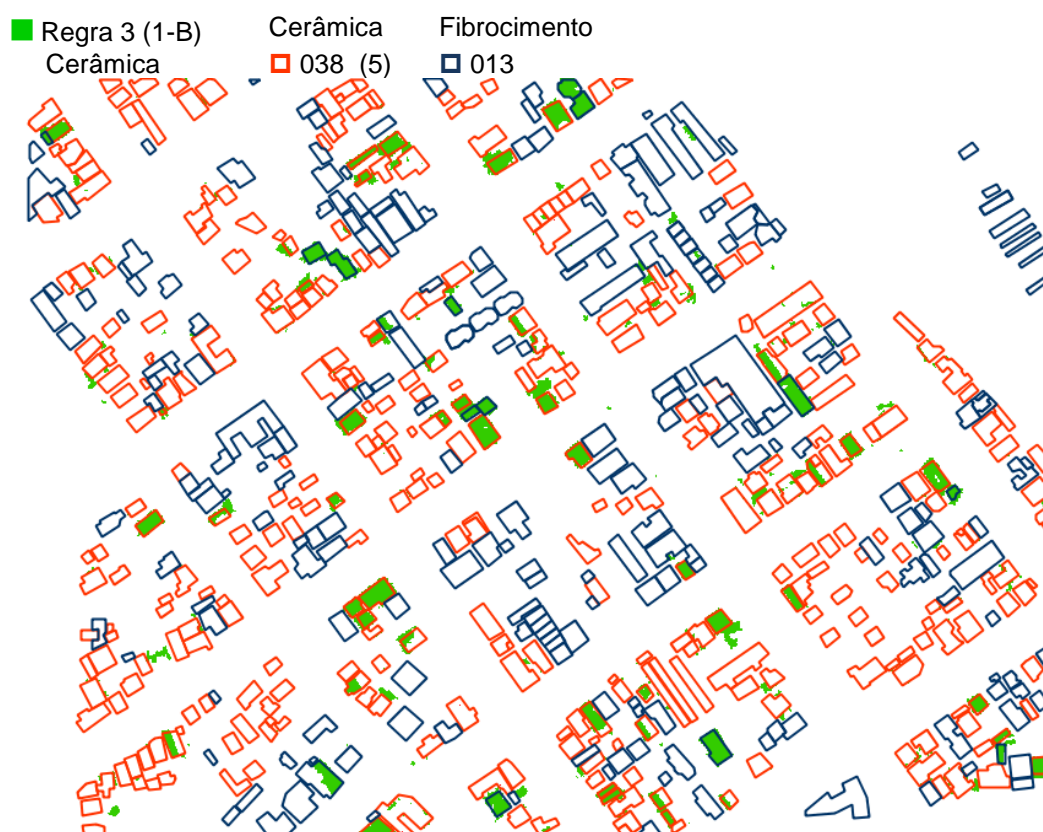 Regra 3 (1-B)
Cerâmica
Cerâmica
038 (5)
Fibrocimento
013